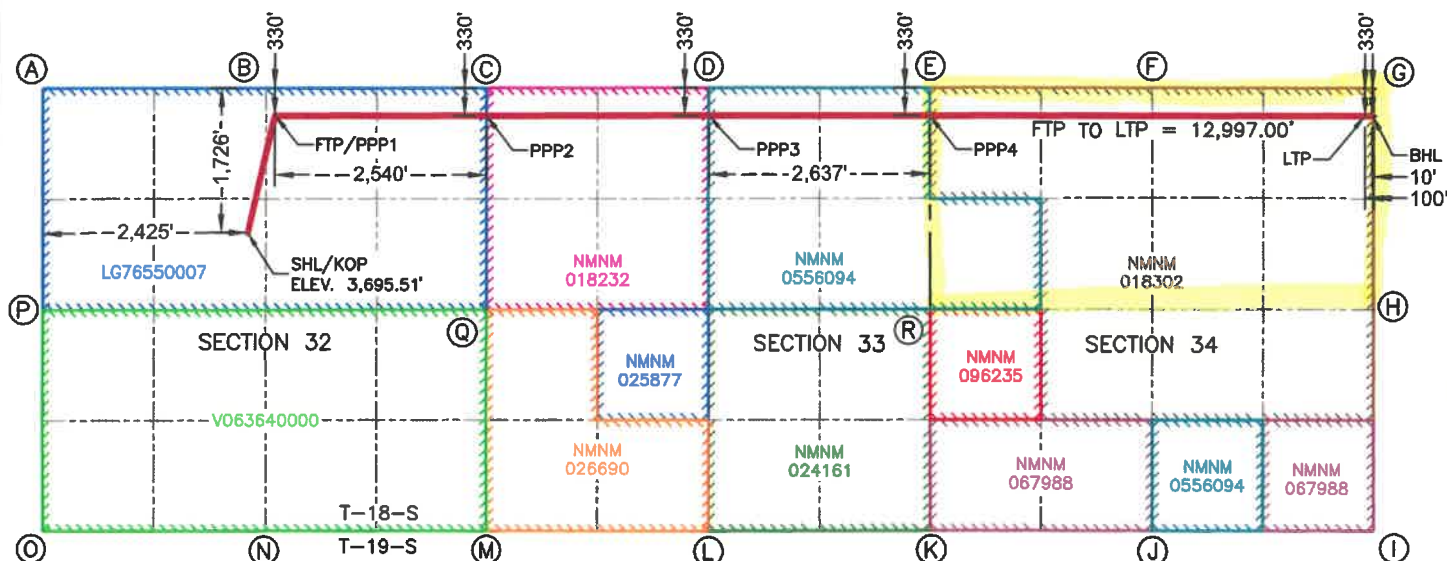 330' 330' 330' 330' 330'
A B C D E F G
1,726'
FTP/PPP1
PPP2
PPP3
PPP4
FTP TO LTP = 12,997.00'
LTP
BHL
10'
100'
2,540'
2,637'
2,425'
SHL/KOP
ELEV. 3,695.51'
LG76550007
NMNM
018232
NMNM
0556094
NMNM
018302
P Q R H
SECTION 32
SECTION 33
SECTION 34
NMNM
025877
NMNM
096235
V063640000
NMNM
026690
NMNM
024161
NMNM
067988
NMNM
0556094
NMNM
067988
T-18-S
T-19-S
O N M L K J I